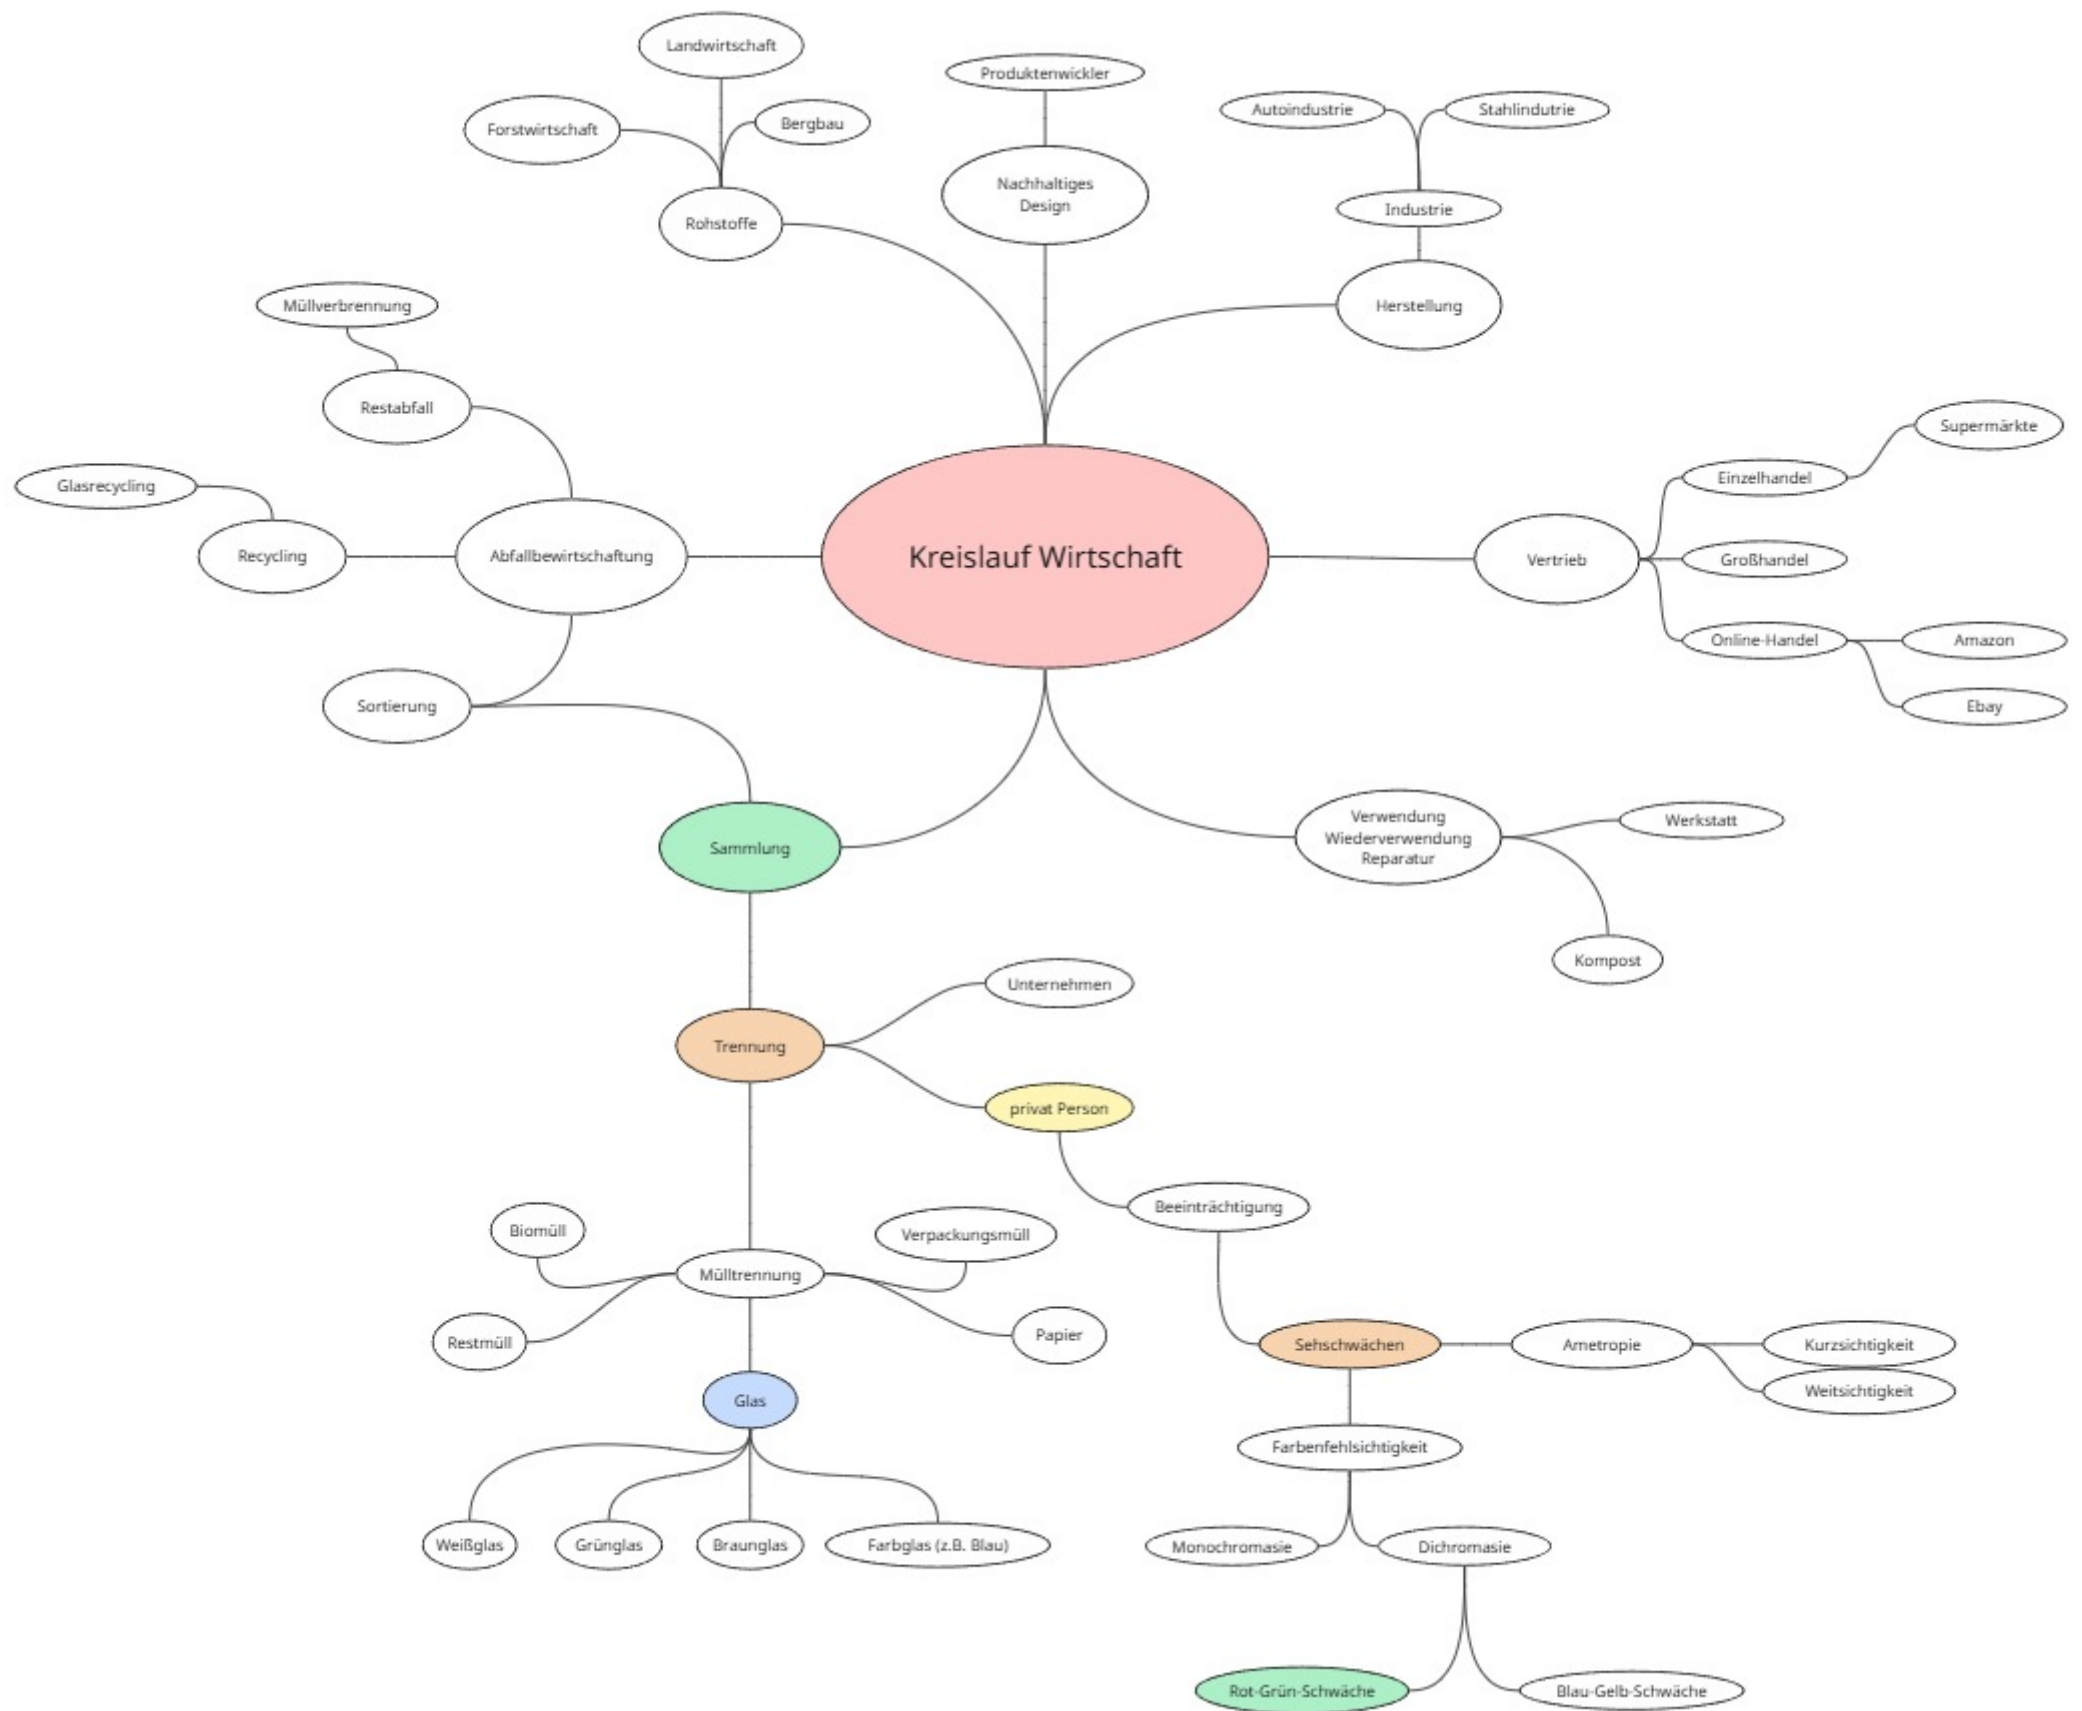 Landwirtschaft
Produktenwickler
Forstwirtschaft
Bergbau
Autoindustrie
Stahlindutrie
Nachhaltiges
Design
Rohstoffe
Industrie
Herstellung
Müllverbrennung
Restabfall
Supermärkte
Einzelhandel
Glasrecycling
Recycling
Abfallbewirtschaftung
Kreislauf Wirtschaft
Vertrieb
Großhandel
Online-Handel
Amazon
Ebay
Sortierung
Sammlung
Verwendung
Wiederverwendung
Reparatur
Werkstatt
Kompost
Unternehmen
Trennung
privat Person
Beeinträchtigung
Biomüll
Verpackungsmüll
Mülltrennung
Restmüll
Papier
Sehschwächen
Ametropie
Kurzsichtigkeit
Weitsichtigkeit
Glas
Farbenfehlsichtigkeit
Weißglas
Grünglas
Braunglas
Farbglas (z.B. Blau)
Monochromasie
Dichromasie
Rot-Grün-Schwäche
Blau-Gelb-Schwäche